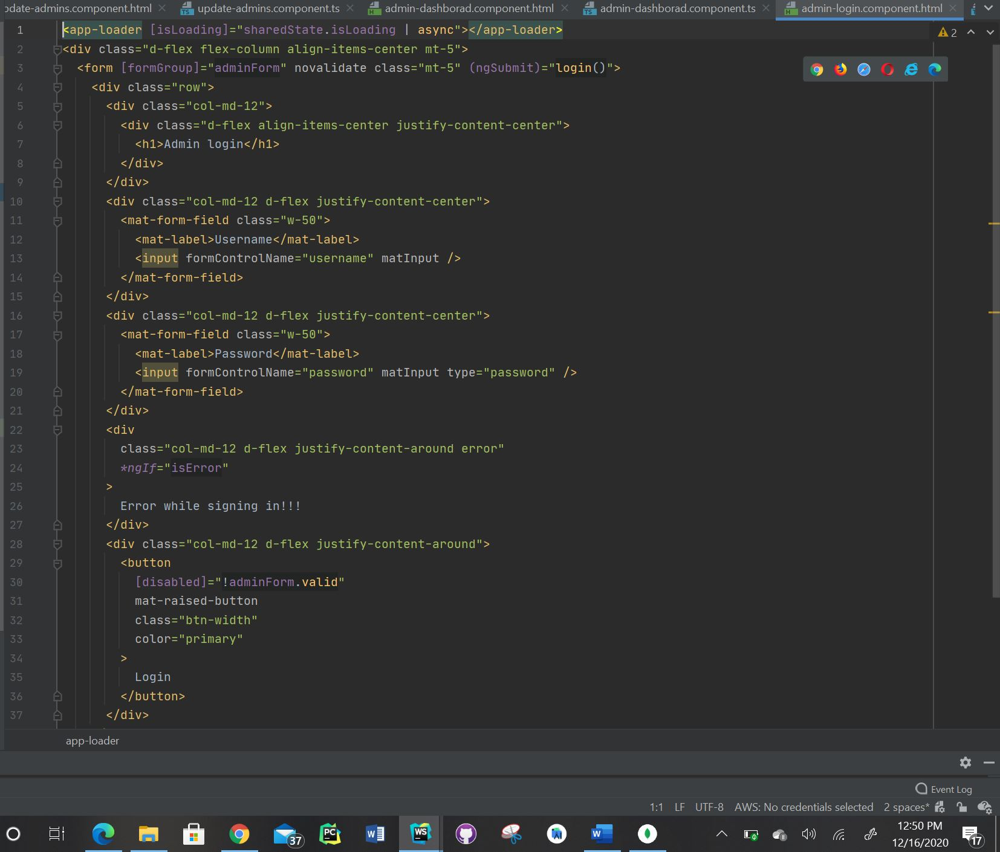 pdate-admins.component.html update-admins.component.ts admin-dashborad.component.html admin-dashborad.component.ts admin-login.component.html
2
1 <app-loader [isLoading]="sharedState.isLoading | async"></app-loader>
2 <div class="d-flex flex-column align-items-center mt-5">
3 <form [formGroup]="adminForm" novalidate class="mt-5" (ngSubmit)="login()">
4 <div class="row">
5 <div class="col-md-12">
6 <div class="d-flex align-items-center justify-content-center">
7 <h1>Admin login</h1>
8 </div>
9 </div>
10 <div class="col-md-12 d-flex justify-content-center">
11 <mat-form-field class="w-50">
12 <mat-label>Username</mat-label>
13 <input formControlName="username" matInput />
14 </mat-form-field>
15 </div>
16 <div class="col-md-12 d-flex justify-content-center">
17 <mat-form-field class="w-50">
18 <mat-label>Password</mat-label>
19 <input formControlName="password" matInput type="password" />
20 </mat-form-field>
21 </div>
22 <div
23 class="col-md-12 d-flex justify-content-around error"
24 *ngIf="isError"
25 >
26 Error while signing in!!!
27 </div>
28 <div class="col-md-12 d-flex justify-content-around">
29 <button
30 [disabled]="!adminForm.valid"
31 mat-raised-button
32 class="btn-width"
33 color="primary"
34 >
35 Login
36 </button>
37 </div>
app-loader
Event Log
1:1 LF UTF-8 AWS: No credentials selected 2 spaces*
37 PC W WS W 12:50 PM
12/16/2020 17